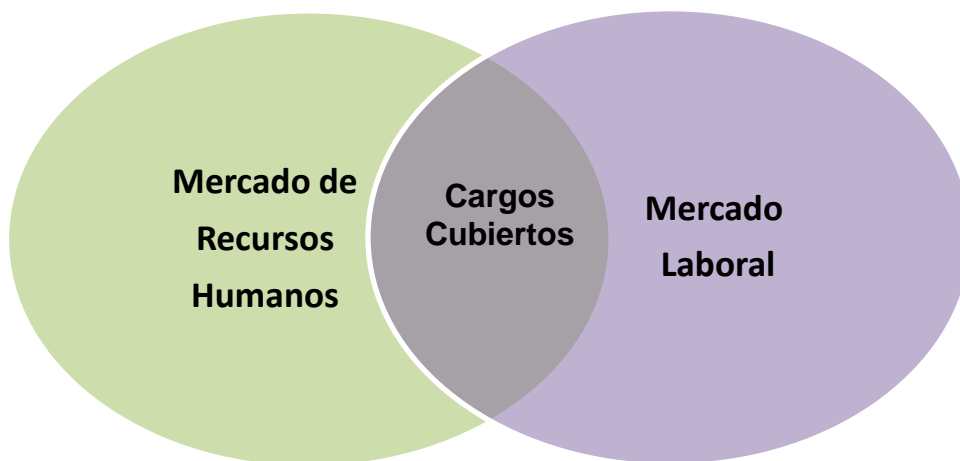 Mercado de
Recursos
Humanos
Cargos
Cubiertos
Mercado
Laboral